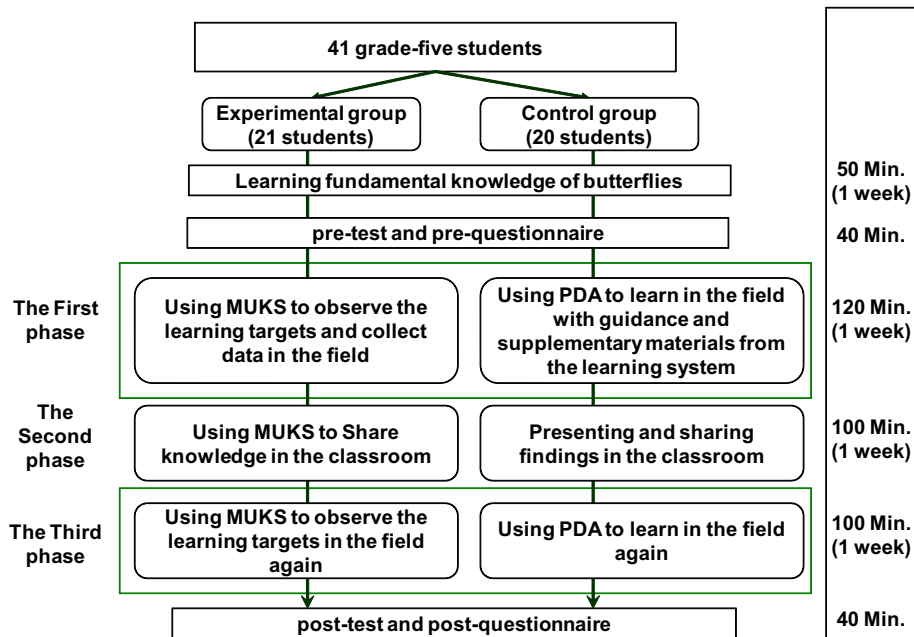 41 grade-five students
Experimental group
(21 students)
Control group
(20 students)
Learning fundamental knowledge of butterflies
50 Min.
(1 week)
pre-test and pre-questionnaire
40 Min.
The First
phase
Using MUKS to observe the
learning targets and collect
data in the field
Using PDA to learn in the field
with guidance and
supplementary materials from
the learning system
120 Min.
(1 week)
The
Second
phase
Using MUKS to Share
knowledge in the classroom
Presenting and sharing
findings in the classroom
100 Min.
(1 week)
The Third
phase
Using MUKS to observe the
learning targets in the field
again
Using PDA to learn in the field
again
100 Min.
(1 week)
post-test and post-questionnaire
40 Min.